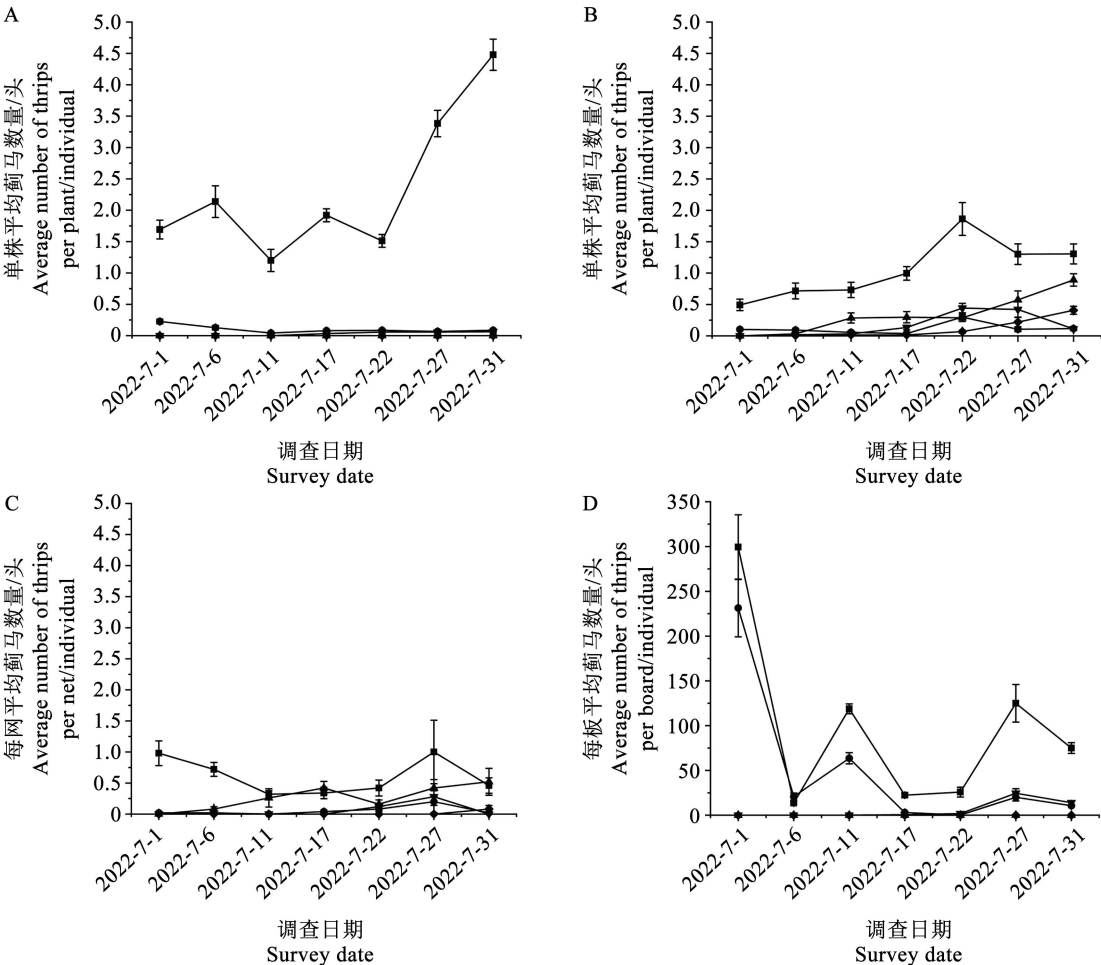 A
单株平均蓟马数量/头
Average number of thrips
per plant/individual
5.0
4.5
4.0
3.5
3.0
2.5
2.0
1.5
1.0
0.5
0
2022-7-1
2022-7-6
2022-7-11
2022-7-17
2022-7-22
2022-7-27
2022-7-31
调查日期
Survey date
B
单株平均蓟马数量/头
Average number of thrips
per plant/individual
5.0
4.5
4.0
3.5
3.0
2.5
2.0
1.5
1.0
0.5
0
2022-7-1
2022-7-6
2022-7-11
2022-7-17
2022-7-22
2022-7-27
2022-7-31
调查日期
Survey date
C
每网平均蓟马数量/头
Average number of thrips
per net/individual
5.0
4.5
4.0
3.5
3.0
2.5
2.0
1.5
1.0
0.5
0
2022-7-1
2022-7-6
2022-7-11
2022-7-17
2022-7-22
2022-7-27
2022-7-31
调查日期
Survey date
D
每板平均蓟马数量/头
Average number of thrips
per board/individual
350
300
250
200
150
100
50
0
2022-7-1
2022-7-6
2022-7-11
2022-7-17
2022-7-22
2022-7-27
2022-7-31
调查日期
Survey date